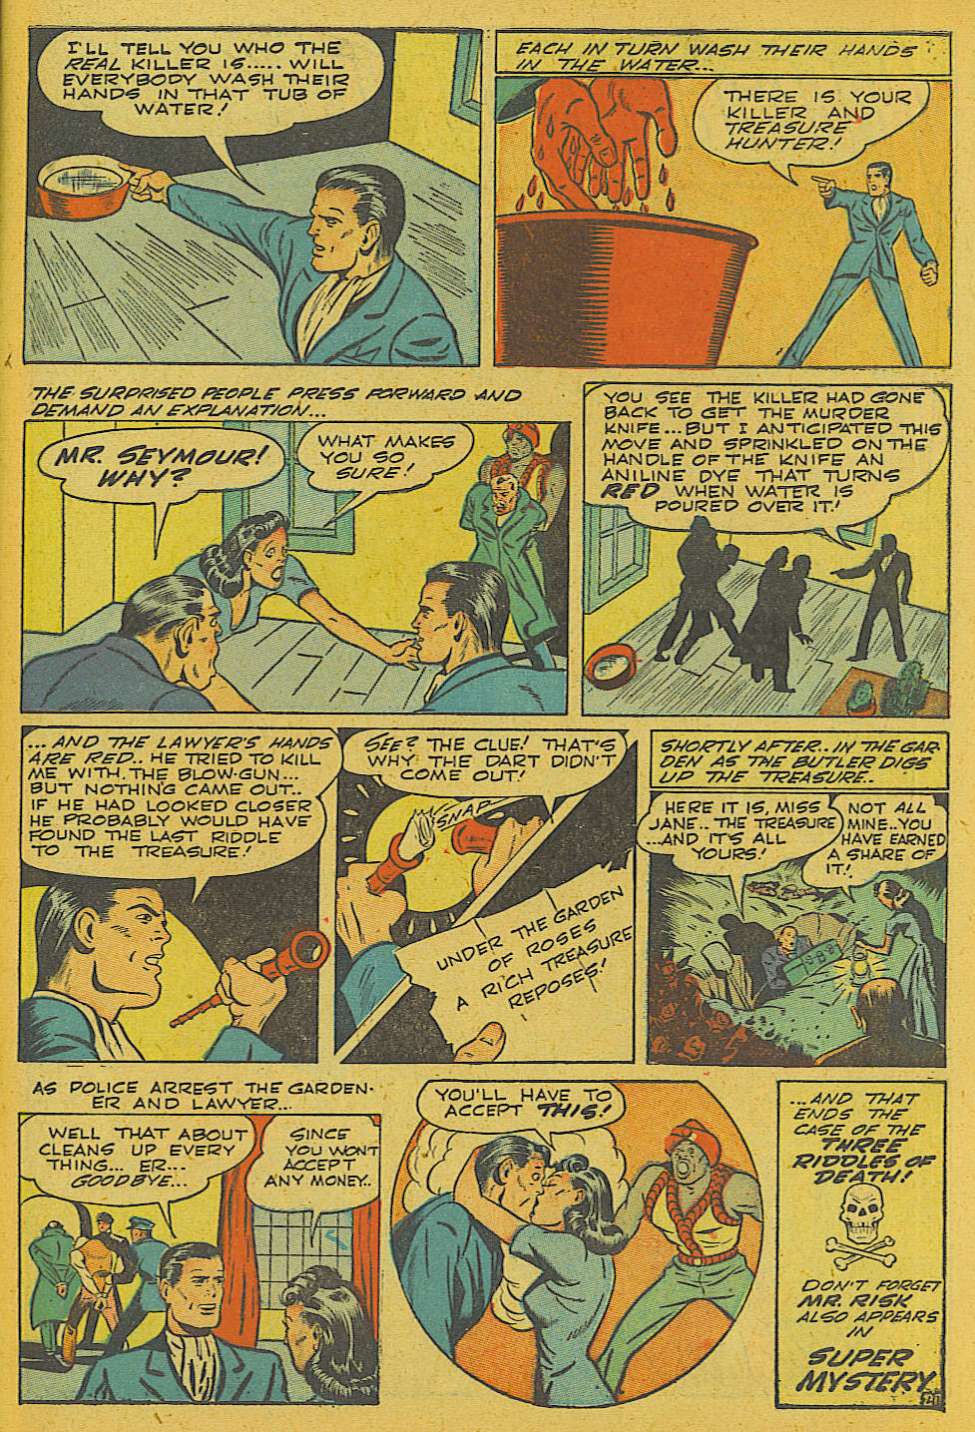 I'LL TELL YOU WHO THE
REAL KILLER IS..... WILL
EVERYBODY WASH THEIR
HANDS IN THAT TUB OF
WATER!
EACH IN TURN WASH THEIR HANDS
IN THE WATER...
THERE IS YOUR
KILLER AND
TREASURE
HUNTER!
THE SURPRISED PEOPLE PRESS FORWARD AND
DEMAND AN EXPLANATION...
MR. SEYMOUR!
WHY?
WHAT MAKES
YOU SO
SURE!
YOU SEE THE KILLER HAD GONE
BACK TO GET THE MURDER
KNIFE... BUT I ANTICIPATED THIS
MOVE AND SPRINKLED ON THE
HANDLE OF THE KNIFE AN
ANILINE DYE THAT TURNS
RED WHEN WATER IS
POURED OVER IT!
...AND THE LAWYER'S HANDS
ARE RED.. HE TRIED TO KILL
ME WITH THE BLOW-GUN...
BUT NOTHING CAME OUT..
IF HE HAD LOOKED CLOSER
HE PROBABLY WOULD HAVE
FOUND THE LAST RIDDLE
TO THE TREASURE!
SEE? THE CLUE! THAT'S
WHY THE DART DIDN'T
COME OUT!
SNAP
UNDER THE GARDEN
OF ROSES
A RICH TREASURE
REPOSES!
SHORTLY AFTER.. IN THE GAR-
DEN AS THE BUTLER DIGS
UP THE TREASURE..
HERE IT IS, MISS
JANE.. THE TREASURE
...AND IT'S ALL
YOURS!
NOT ALL
MINE..YOU
HAVE EARNED
A SHARE OF
IT!
AS POLICE ARREST THE GARDEN-
ER AND LAWYER...
WELL THAT ABOUT
CLEANS UP EVERY
THING... ER...
GOODBYE...
SINCE
YOU WON'T
ACCEPT
ANY MONEY..
YOU'LL HAVE TO
ACCEPT THIS!
...AND THAT
ENDS THE
CASE OF THE
THREE
RIDDLES OF
DEATH!
DON'T FORGET
MR. RISK
ALSO APPEARS
IN
SUPER
MYSTERY